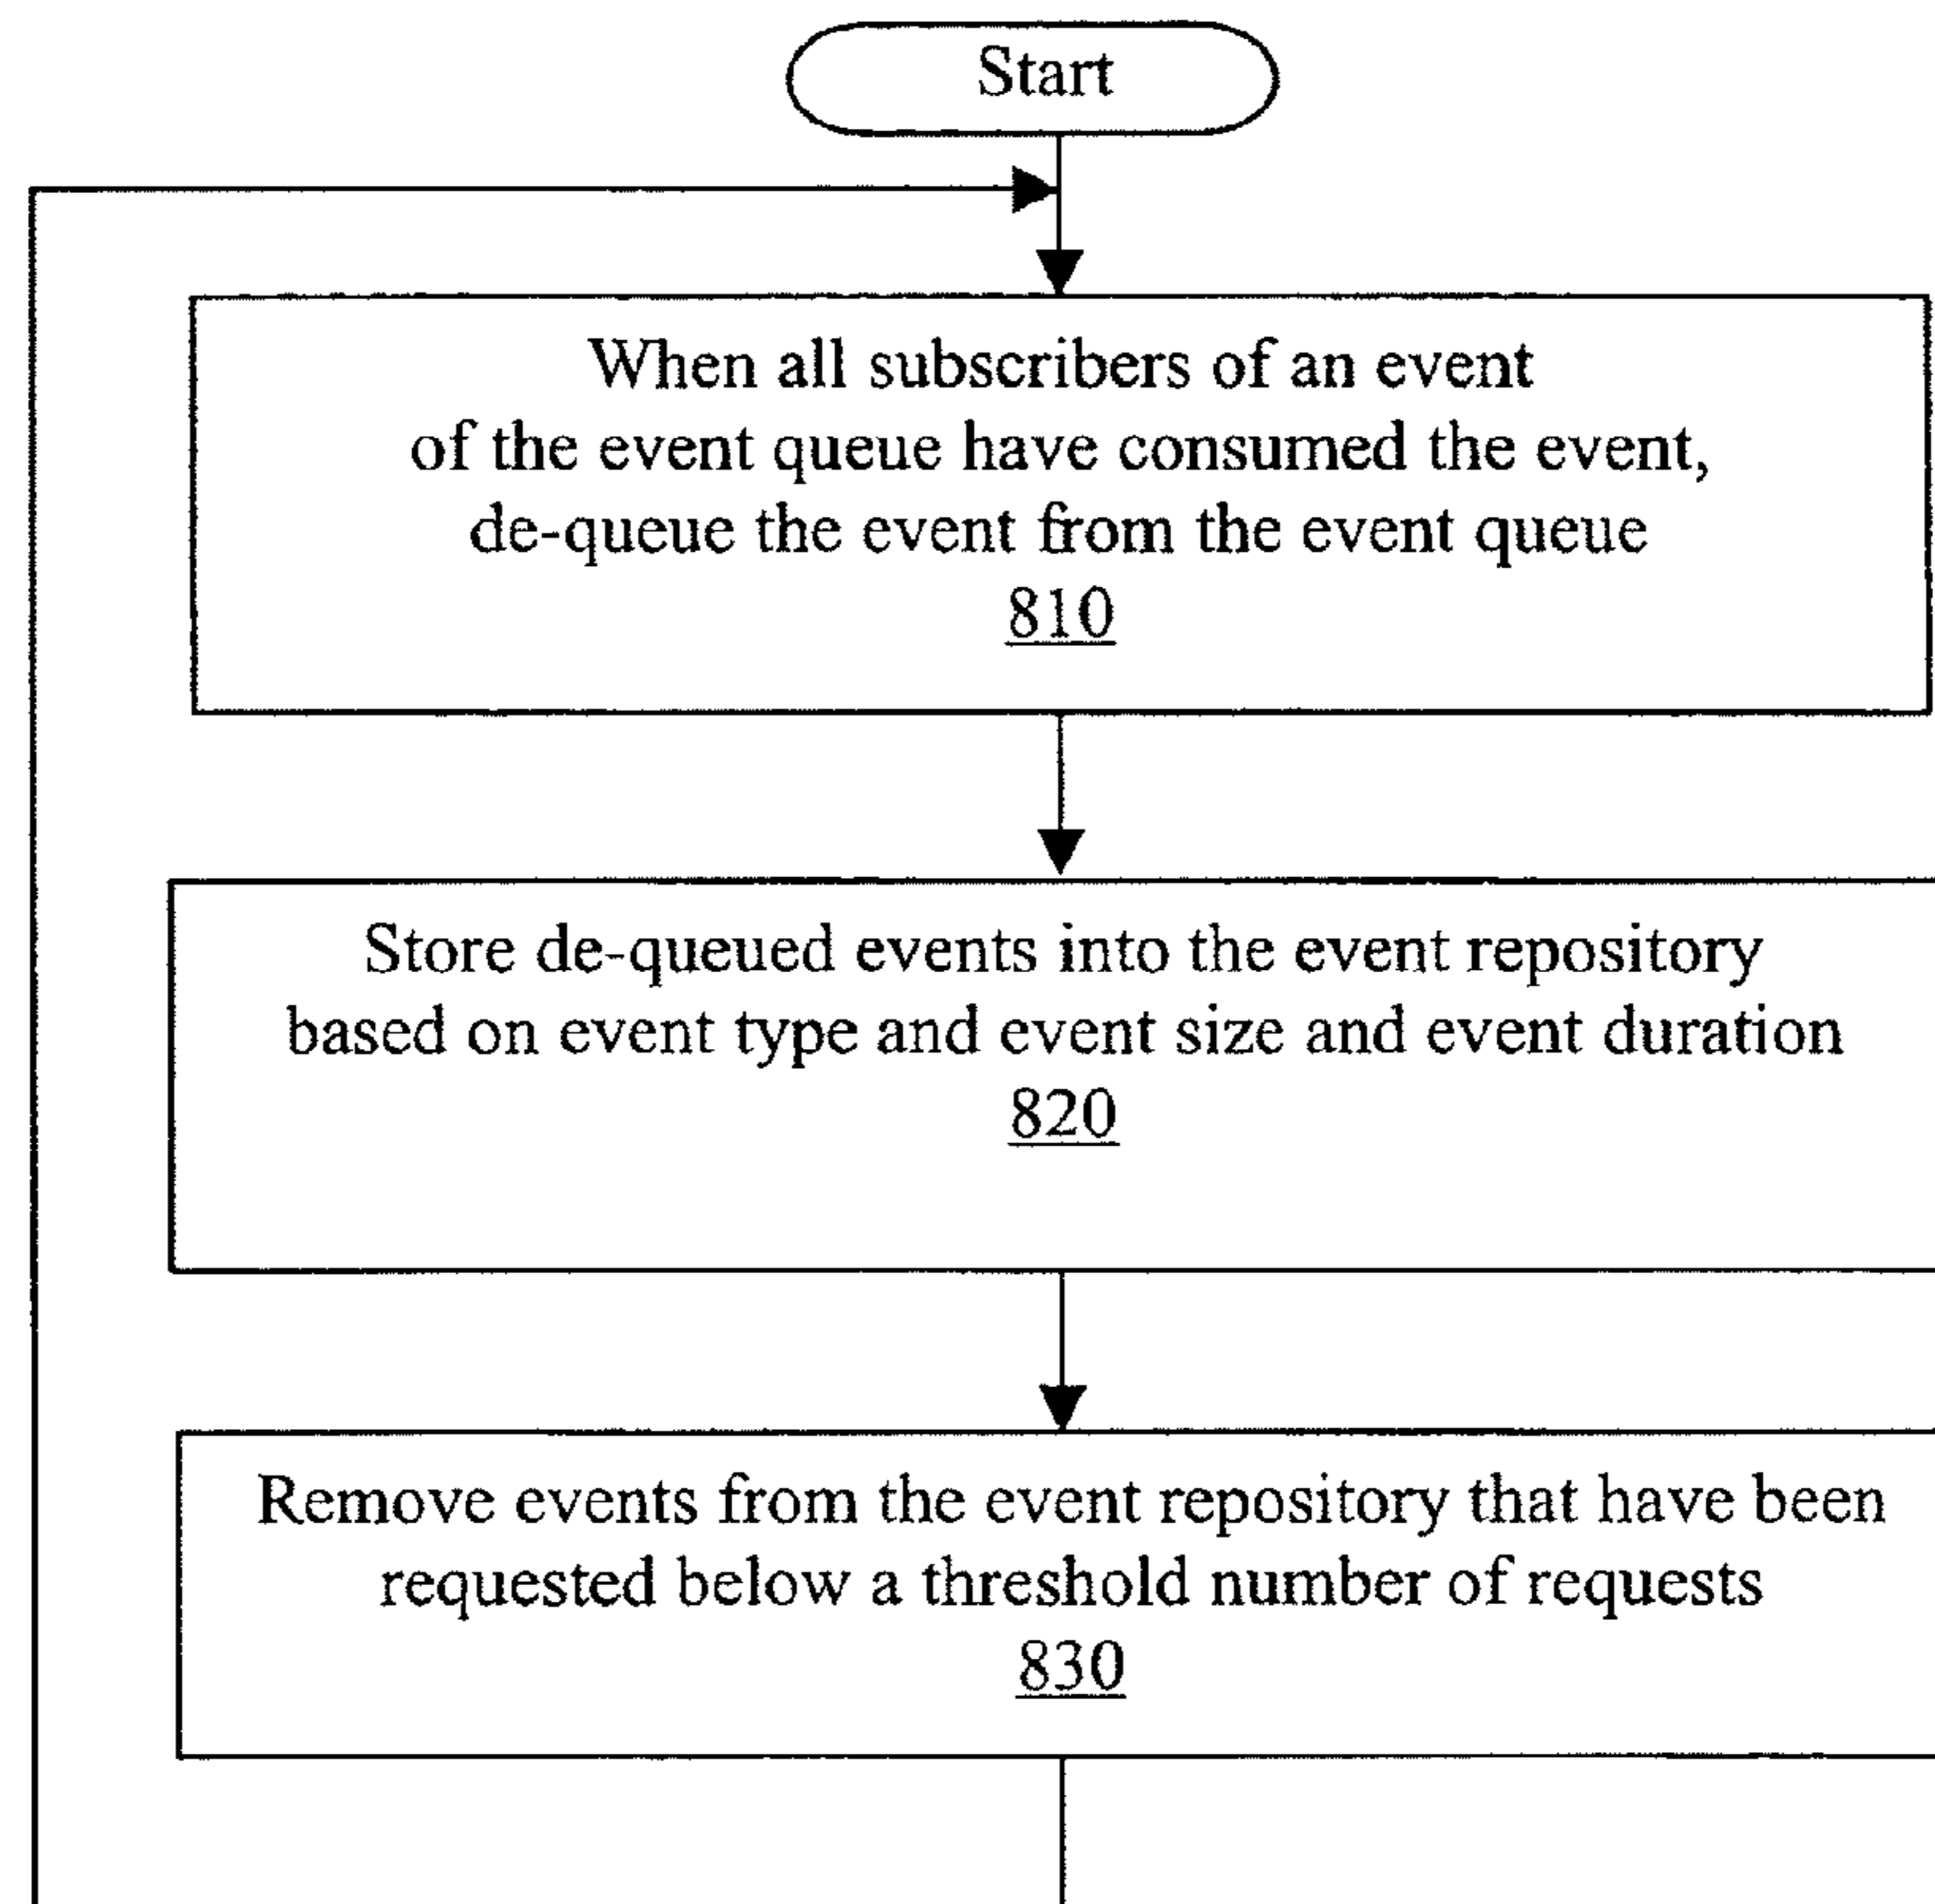 Start
When all subscribers of an event
of the event queue have consumed the event,
de-queue the event from the event queue
810
Store de-queued events into the event repository
based on event type and event size and event duration
820
Remove events from the event repository that have been
requested below a threshold number of requests
830